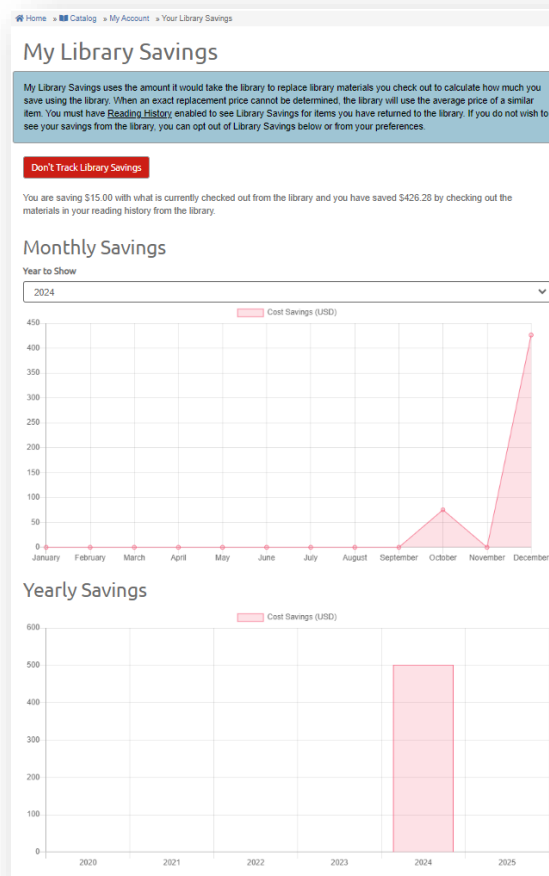 Home » Catalog » My Account » Your Library Savings
My Library Savings
My Library Savings uses the amount it would take the library to replace library materials you check out to calculate how much you
save using the library. When an exact replacement price cannot be determined, the library will use the average price of a similar
item. You must have Reading History enabled to see Library Savings for items you have returned to the library. If you do not wish to
see your savings from the library, you can opt out of Library Savings below or from your preferences.
Don't Track Library Savings
You are saving $15.00 with what is currently checked out from the library and you have saved $426.28 by checking out the
materials in your reading history from the library.
Monthly Savings
Year to Show
2024
Cost Savings (USD)
450
400
350
300
250
200
150
100
50
0
January February March April May June July August September October November December
Yearly Savings
Cost Savings (USD)
600
500
400
300
200
100
0
2020 2021 2022 2023 2024 2025